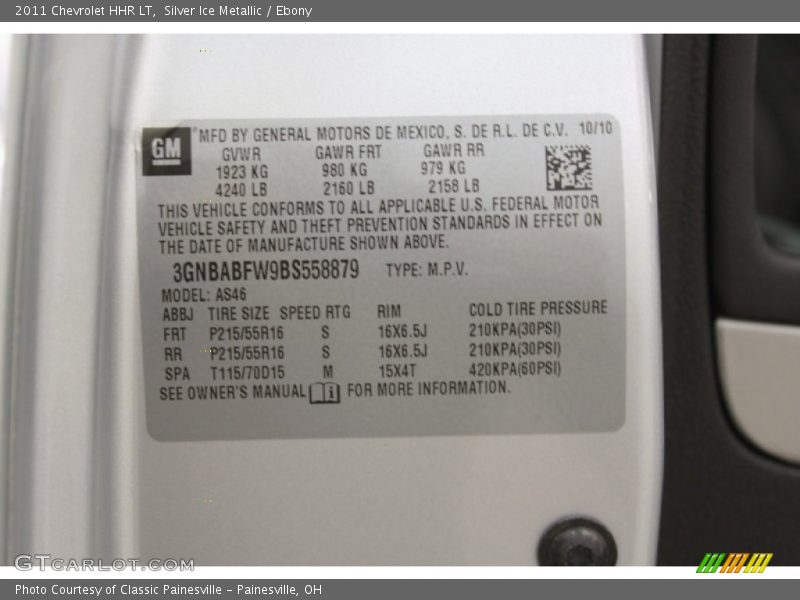 2011 Chevrolet HHR LT,  Silver Ice Metallic / Ebony
GM
MFD BY GENERAL MOTORS DE MEXICO, S. DE R.L. DE C.V. 10/10
GVWR GAWR FRT GAWR RR
1923 KG 980 KG 979 KG
4240 LB 2160 LB 2158 LB
THIS VEHICLE CONFORMS TO ALL APPLICABLE U.S. FEDERAL MOTOR
VEHICLE SAFETY AND THEFT PREVENTION STANDARDS IN EFFECT ON
THE DATE OF MANUFACTURE SHOWN ABOVE.
3GNBABFW9BS558879 TYPE: M.P.V.
MODEL: AS46
ABBJ TIRE SIZE SPEED RTG RIM COLD TIRE PRESSURE
FRT P215/55R16 S 16X6.5J 210KPA(30PSI)
RR P215/55R16 S 16X6.5J 210KPA(30PSI)
SPA T115/70D15 M 15X4T 420KPA(60PSI)
SEE OWNER'S MANUAL i FOR MORE INFORMATION.
GTCarLot.com
Photo Courtesy of Classic Painesville – Painesville, OH